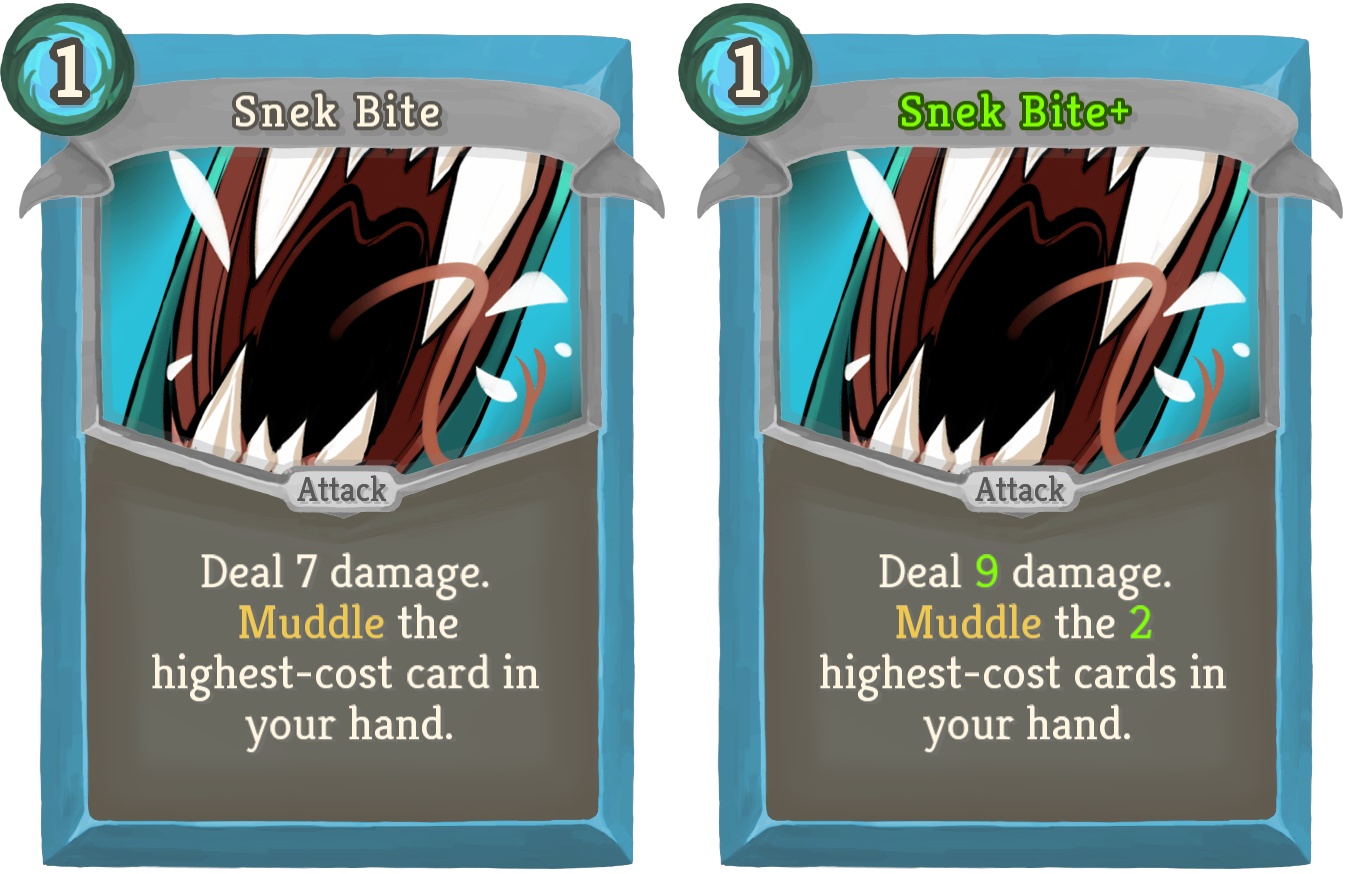 1
Snek Bite
Attack
Deal 7 damage.
Muddle the
highest-cost card in
your hand.
1
Snek Bite+
Attack
Deal 9 damage.
Muddle the 2
highest-cost cards in
your hand.